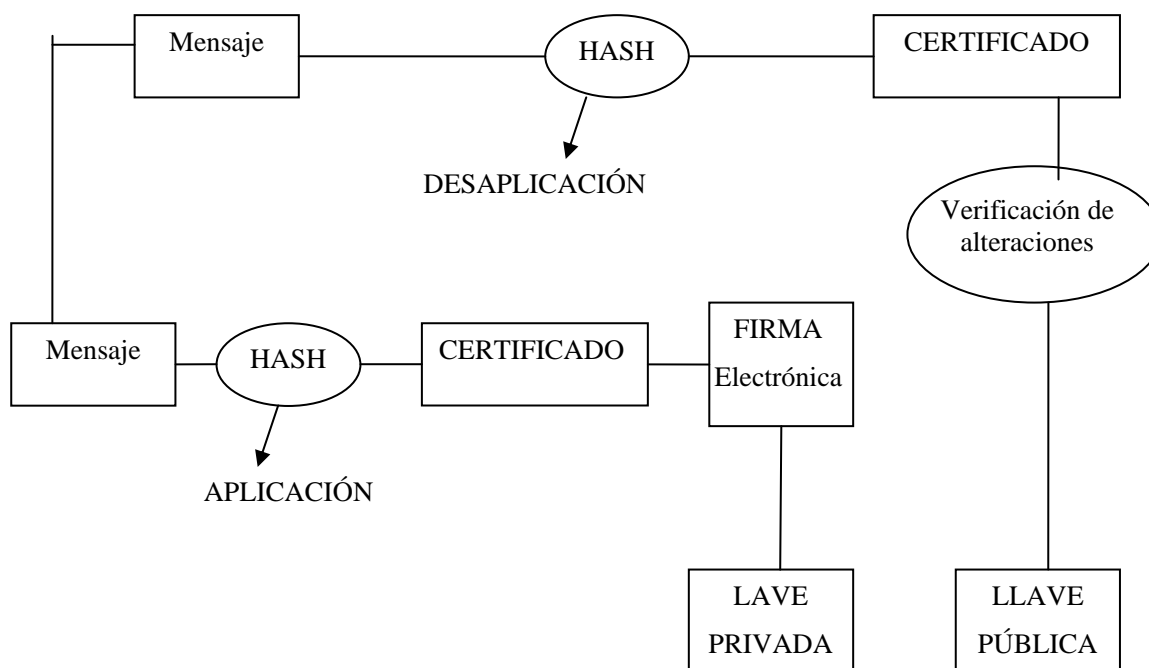 Mensaje
HASH
CERTIFICADO
DESAPLICACIÓN
Verificación de
alteraciones
Mensaje
HASH
CERTIFICADO
FIRMA
Electrónica
APLICACIÓN
LAVE
PRIVADA
LLAVE
PÚBLICA